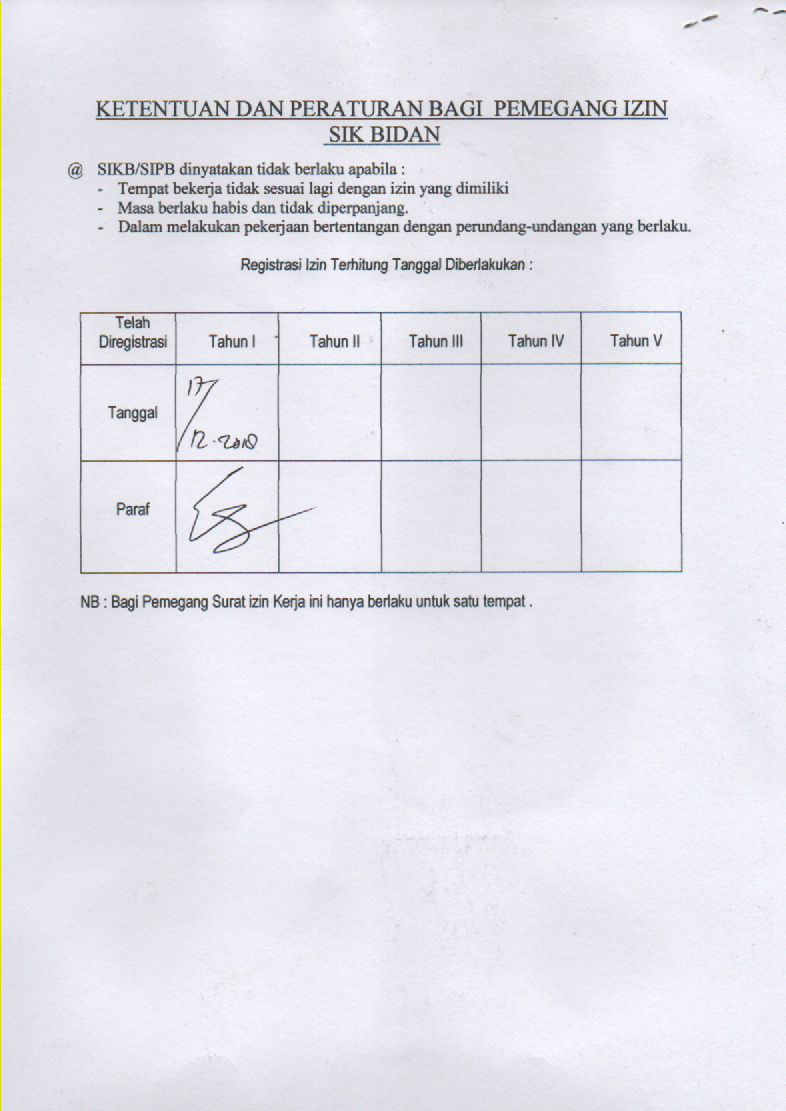 KETENTUAN DAN PERATURAN BAGI PEMEGANG IZIN
SIK BIDAN
@ SIKB/SIPB dinyatakan tidak berlaku apabila :
- Tempat bekerja tidak sesuai lagi dengan izin yang dimiliki
- Masa berlaku habis dan tidak diperpanjang.
- Dalam melakukan pekerjaan bertentangan dengan perundang-undangan yang berlaku.
Registrasi Izin Terhitung Tanggal Diberlakukan :
Telah
Diregistrasi Tahun I Tahun II Tahun III Tahun IV Tahun V
Tanggal 17/
12.2018
Paraf
NB : Bagi Pemegang Surat izin Kerja ini hanya berlaku untuk satu tempat .